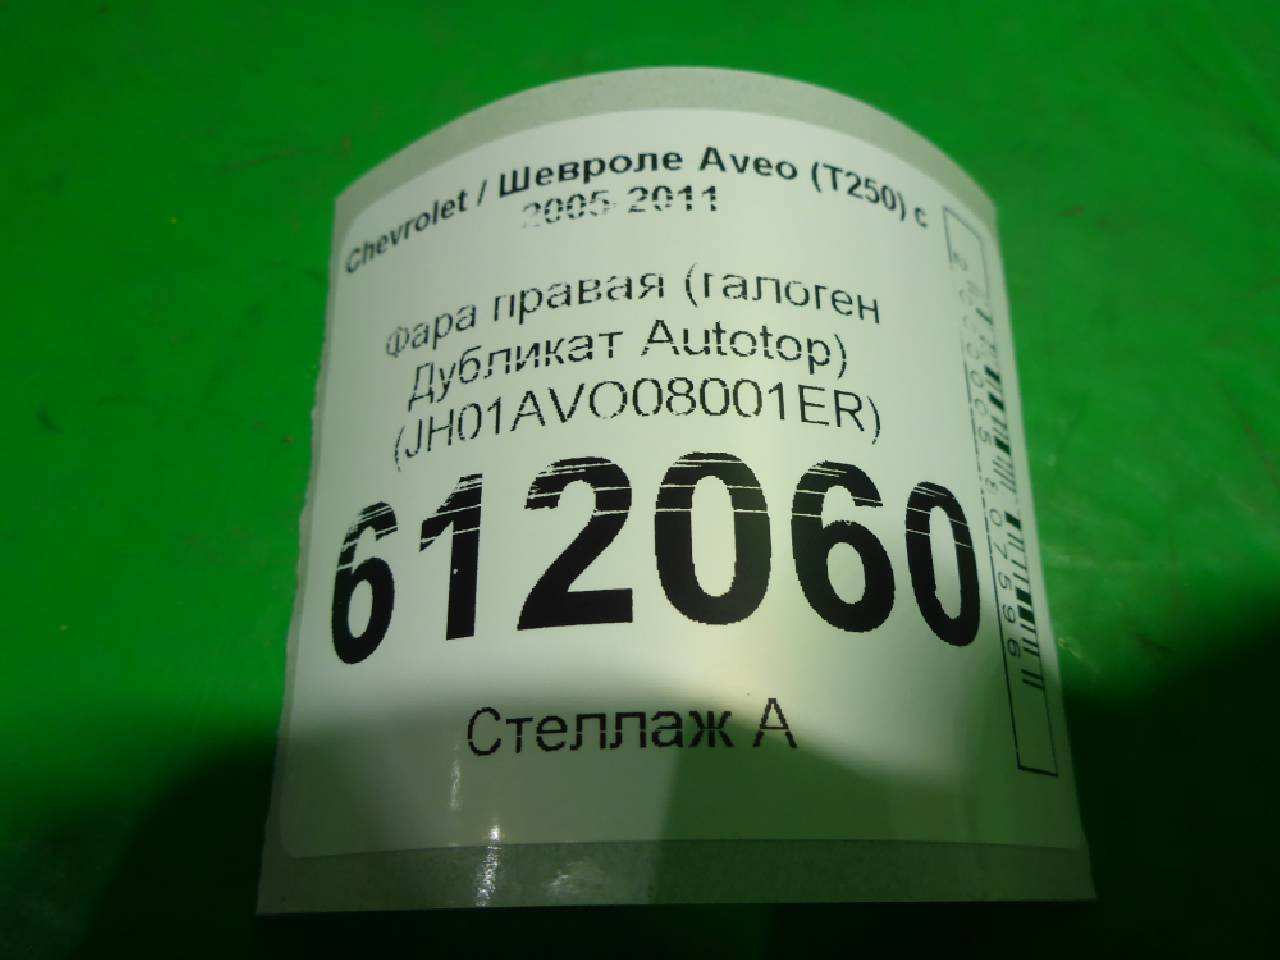 Chevrolet / Шевроле Aveo (T250) с
2005-2011
Фара правая (галоген
Дубликат Autotop)
(JH01AVO08001ER)
612060
Стеллаж А